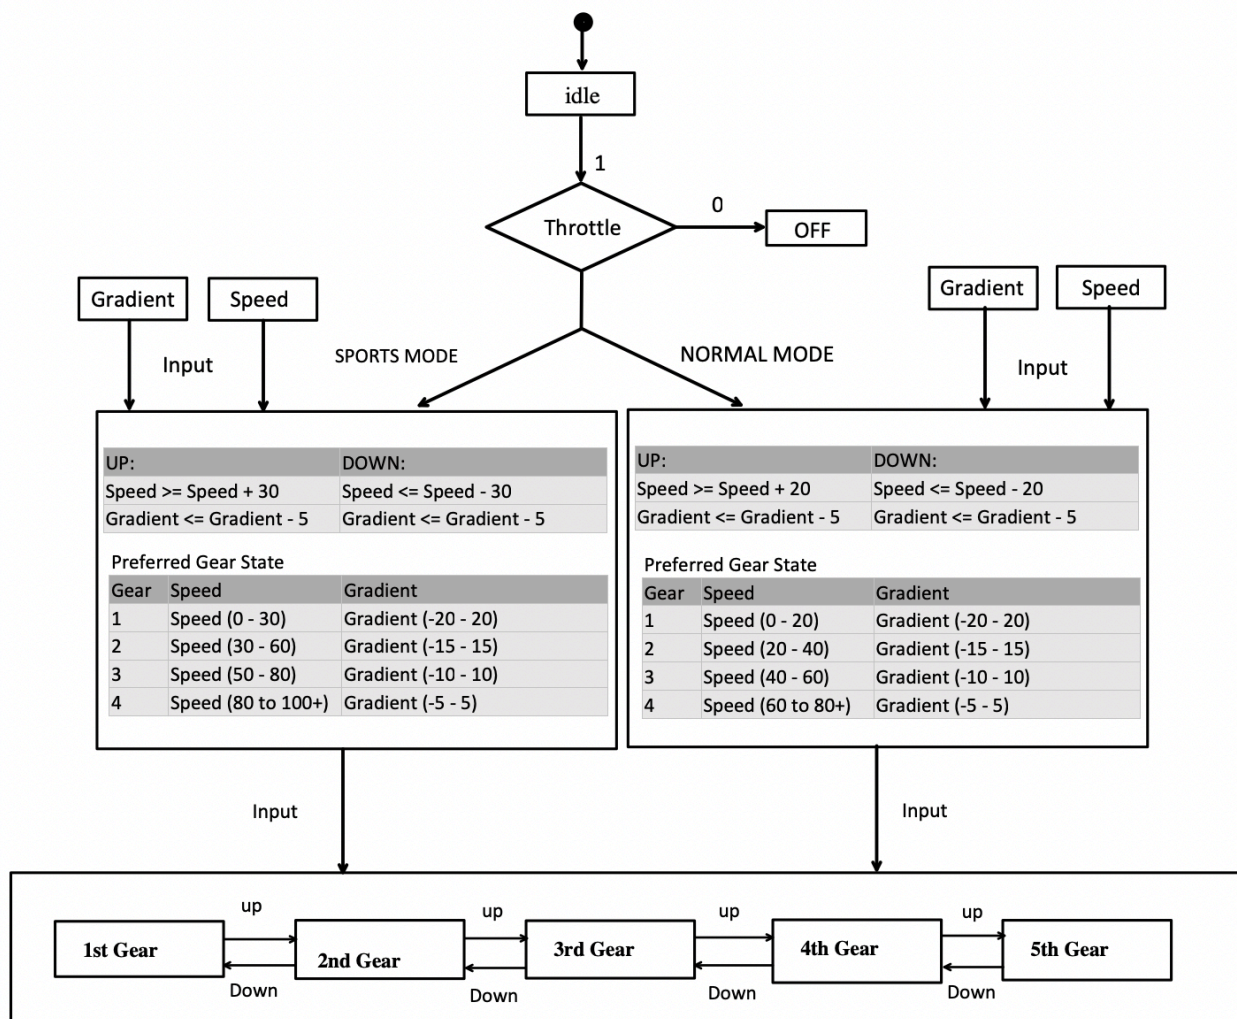 idle
1
Throttle
0
OFF
Gradient
Speed
Input
SPORTS MODE
NORMAL MODE
Gradient
Speed
Input
UP: DOWN:
Speed >= Speed + 30 Speed <= Speed - 30
Gradient <= Gradient - 5 Gradient <= Gradient - 5
Preferred Gear State
Gear Speed Gradient
1 Speed (0 - 30) Gradient (-20 - 20)
2 Speed (30 - 60) Gradient (-15 - 15)
3 Speed (50 - 80) Gradient (-10 - 10)
4 Speed (80 to 100+) Gradient (-5 - 5)
UP: DOWN:
Speed >= Speed + 20 Speed <= Speed - 20
Gradient <= Gradient - 5 Gradient <= Gradient - 5
Preferred Gear State
Gear Speed Gradient
1 Speed (0 - 20) Gradient (-20 - 20)
2 Speed (20 - 40) Gradient (-15 - 15)
3 Speed (40 - 60) Gradient (-10 - 10)
4 Speed (60 to 80+) Gradient (-5 - 5)
Input
Input
up
up
up
up
1st Gear
2nd Gear
3rd Gear
4th Gear
5th Gear
Down
Down
Down
Down